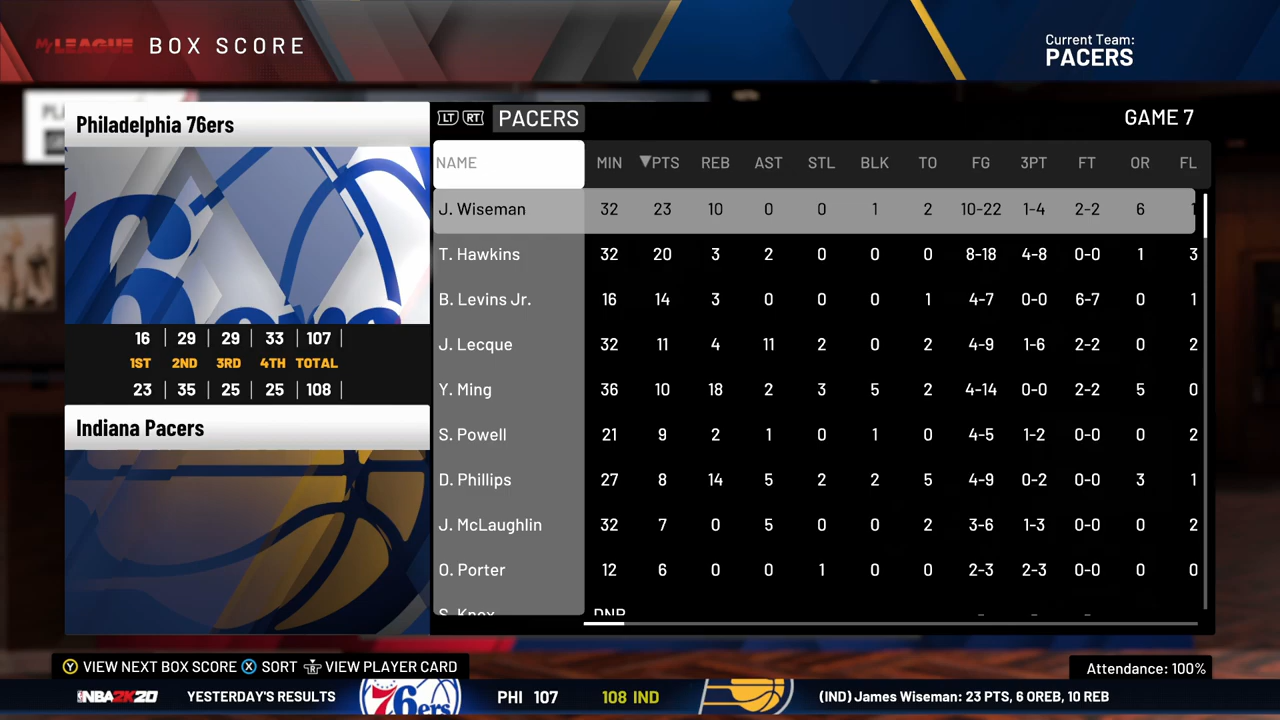 MyLEAGUE BOX SCORE
Current Team:
PACERS
Philadelphia 76ers
16 29 29 33 107
1ST 2ND 3RD 4TH TOTAL
23 35 25 25 108
Indiana Pacers
LT RT PACERS GAME 7
NAME MIN ▼PTS REB AST STL BLK TO FG 3PT FT OR FL
J. Wiseman 32 23 10 0 0 1 2 10-22 1-4 2-2 6 1
T. Hawkins 32 20 3 2 0 0 0 8-18 4-8 0-0 1 3
B. Levins Jr. 16 14 3 0 0 0 1 4-7 0-0 6-7 0 1
J. Lecque 32 11 4 11 2 0 2 4-9 1-6 2-2 0 2
Y. Ming 36 10 18 2 3 5 2 4-14 0-0 2-2 5 0
S. Powell 21 9 2 1 0 1 0 4-5 1-2 0-0 0 2
D. Phillips 27 8 14 5 2 2 5 4-9 0-2 0-0 3 1
J. McLaughlin 32 7 0 5 0 0 2 3-6 1-3 0-0 0 2
O. Porter 12 6 0 0 1 0 0 2-3 2-3 0-0 0 0
S. Knox DNP - - -
Y VIEW NEXT BOX SCORE X SORT R VIEW PLAYER CARD
Attendance: 100%
NBA 2K20 YESTERDAY'S RESULTS 76ers PHI 107 108 IND (IND) James Wiseman: 23 PTS, 6 OREB, 10 REB